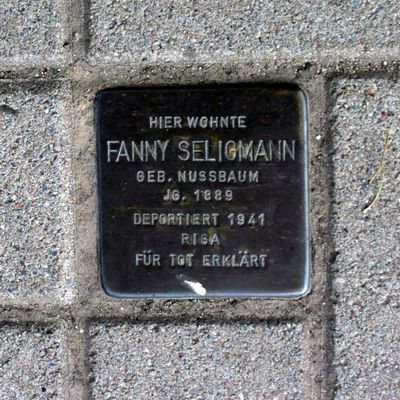 HIER WOHNTE
FANNY SELIGMANN
GEB. NUSSBAUM
JG. 1889
DEPORTIERT 1941
RIGA
FÜR TOT ERKLÄRT